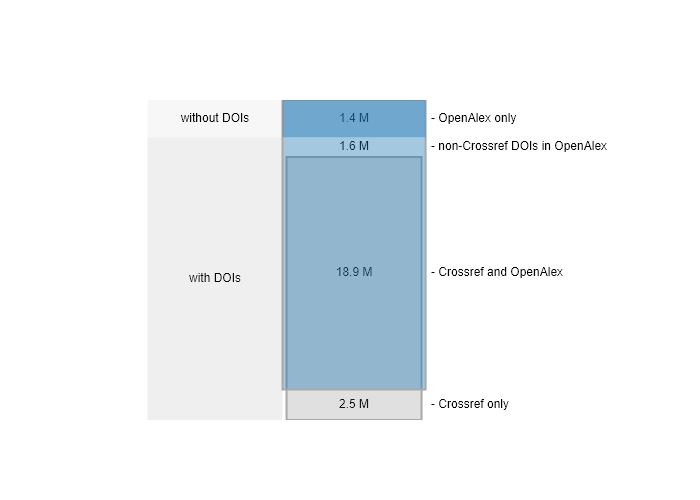 without DOIs 1.4 M - OpenAlex only
1.6 M - non-Crossref DOIs in OpenAlex
with DOIs 18.9 M - Crossref and OpenAlex
2.5 M - Crossref only